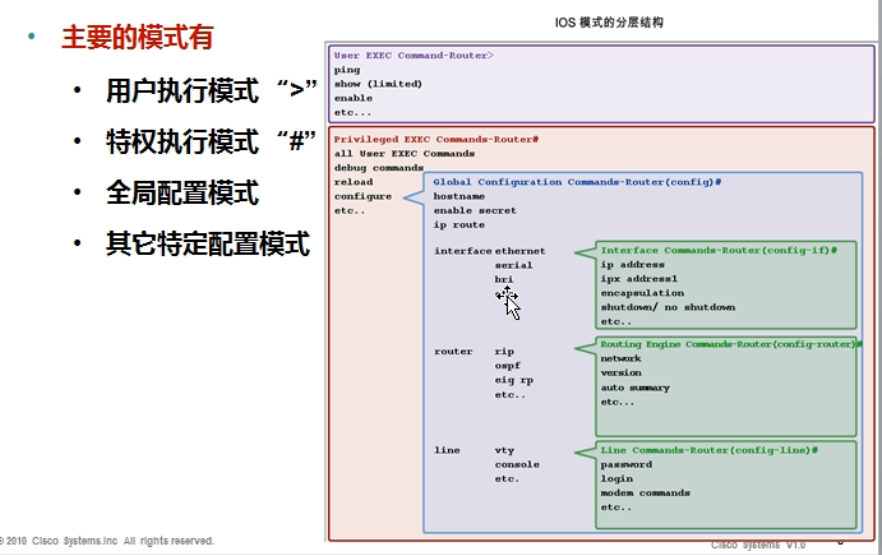 IOS 模式的分层结构
• 主要的模式有
• 用户执行模式 “>”
• 特权执行模式 “#”
• 全局配置模式
• 其它特定配置模式
User EXEC Command-Router>
ping
show (limited)
enable
etc...
Privileged EXEC Commands-Router#
all User EXEC Commands
debug commands
reload
configure
etc..
Global Configuration Commands-Router(config)#
hostname
enable secret
ip route
interface ethernet
serial
bri
Interface Commands-Router(config-if)#
ip address
ipx address1
encapsulation
shutdown/ no shutdown
etc..
router rip
ospf
eig rp
etc..
Routing Engine Commands-Router(config-router)#
network
version
auto summary
etc...
line vty
console
etc.
Line Commands-Router(config-line)#
password
login
modem commands
etc..
© 2010 Cisco Systems.Inc All rights reserved.
Cisco Systems V1.0